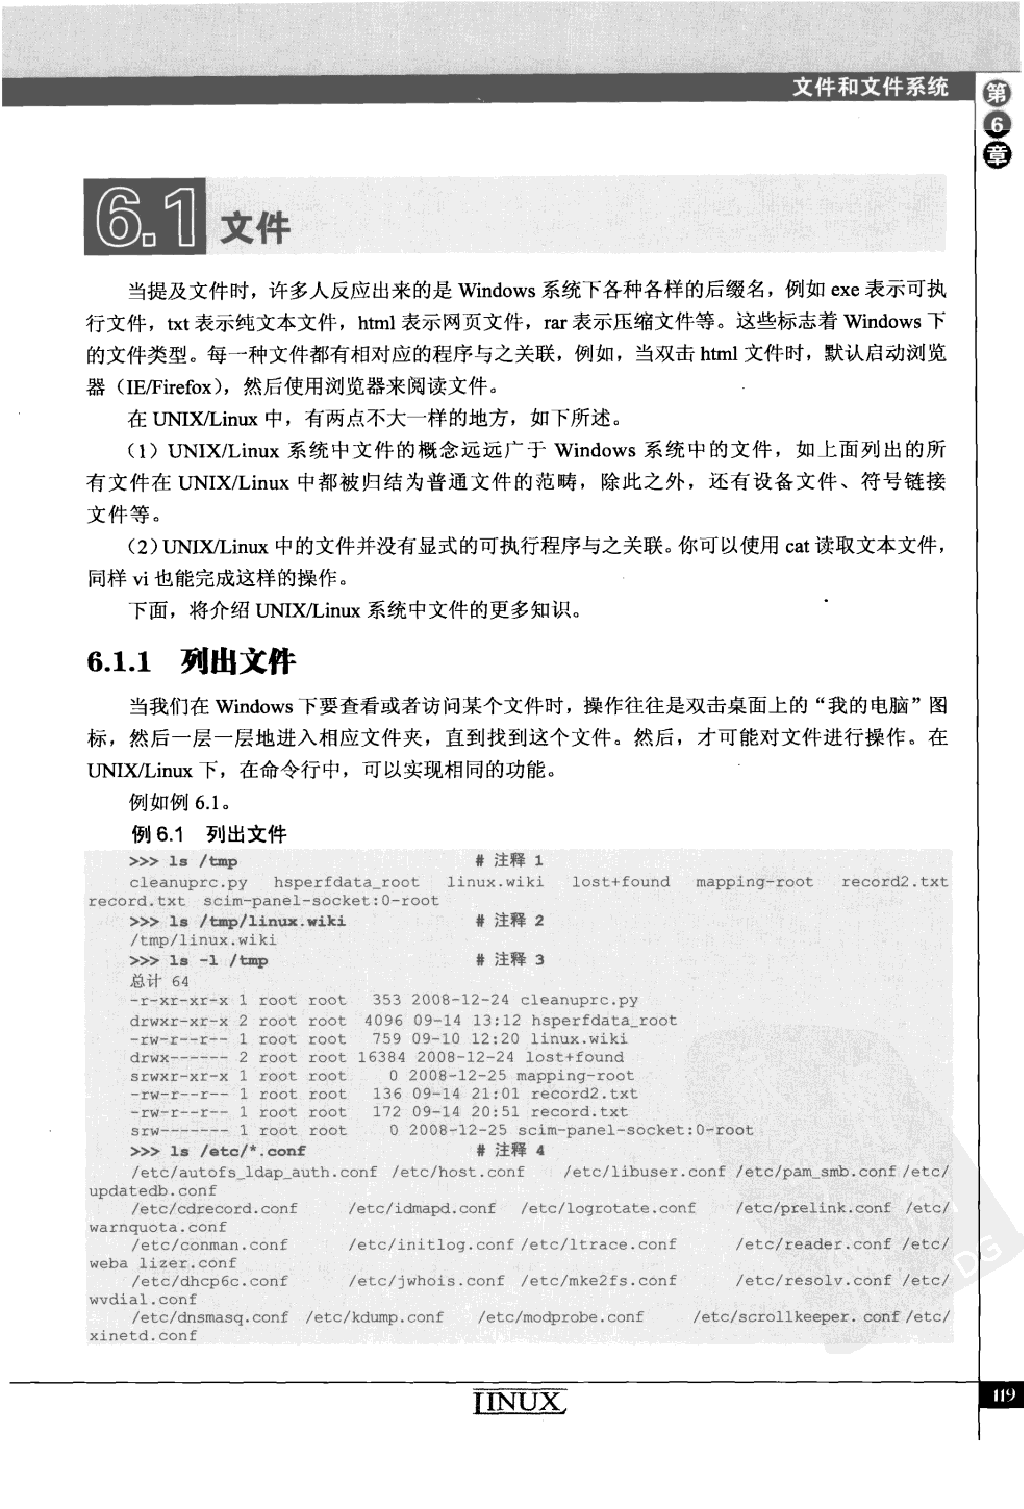 文件和文件系统
第
6
章
6.1 文件
当提及文件时，许多人反应出来的是 Windows 系统下各种各样的后缀名，例如 exe 表示可执
行文件，txt 表示纯文本文件，html 表示网页文件，rar 表示压缩文件等。这些标志着 Windows 下
的文件类型。每一种文件都有相对应的程序与之关联，例如，当双击 html 文件时，默认启动浏览
器（IE/Firefox），然后使用浏览器来阅读文件。
在 UNIX/Linux 中，有两点不大一样的地方，如下所述。
（1）UNIX/Linux 系统中文件的概念远远广于 Windows 系统中的文件，如上面列出的所
有文件在 UNIX/Linux 中都被归结为普通文件的范畴，除此之外，还有设备文件、符号链接
文件等。
（2）UNIX/Linux 中的文件并没有显式的可执行程序与之关联。你可以使用 cat 读取文本文件，
同样 vi 也能完成这样的操作。
下面，将介绍 UNIX/Linux 系统中文件的更多知识。
6.1.1 列出文件
当我们在 Windows 下要查看或者访问某个文件时，操作往往是双击桌面上的“我的电脑”图
标，然后一层一层地进入相应文件夹，直到找到这个文件。然后，才可能对文件进行操作。在
UNIX/Linux 下，在命令行中，可以实现相同的功能。
例如例 6.1。
例 6.1 列出文件
>>> ls /tmp # 注释 1
cleanuprc.py hsperfdata_root linux.wiki lost+found mapping-root record2.txt
record.txt scim-panel-socket:0-root
>>> ls /tmp/linux.wiki # 注释 2
/tmp/linux.wiki
>>> ls -l /tmp # 注释 3
总计 64
-r-xr-xr-x 1 root root 353 2008-12-24 cleanuprc.py
drwxr-xr-x 2 root root 4096 09-14 13:12 hsperfdata_root
-rw-r--r-- 1 root root 759 09-10 12:20 linux.wiki
drwx------ 2 root root 16384 2008-12-24 lost+found
srwxr-xr-x 1 root root 0 2008-12-25 mapping-root
-rw-r--r-- 1 root root 136 09-14 21:01 record2.txt
-rw-r--r-- 1 root root 172 09-14 20:51 record.txt
srw------- 1 root root 0 2008-12-25 scim-panel-socket:0-root
>>> ls /etc/*.conf # 注释 4
/etc/autofs_ldap_auth.conf /etc/host.conf /etc/libuser.conf /etc/pam_smb.conf /etc/
updatedb.conf
/etc/cdrecord.conf /etc/idmapd.conf /etc/logrotate.conf /etc/prelink.conf /etc/
warnquota.conf
/etc/conman.conf /etc/initlog.conf /etc/ltrace.conf /etc/reader.conf /etc/
weba lizer.conf
/etc/dhcp6c.conf /etc/jwhois.conf /etc/mke2fs.conf /etc/resolv.conf /etc/
wvdial.conf
/etc/dnsmasq.conf /etc/kdump.conf /etc/modprobe.conf /etc/scrollkeeper. conf /etc/
xinetd.conf
LINUX
119